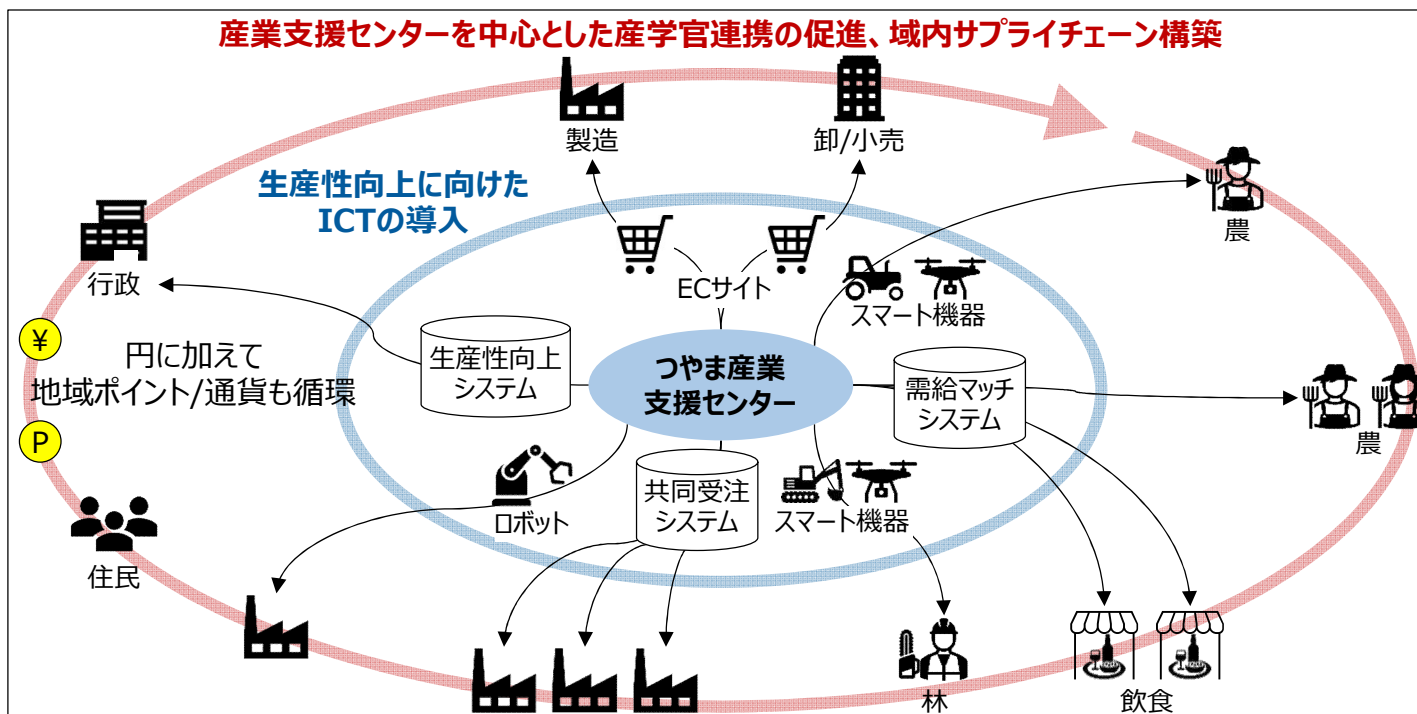 産業支援センターを中心とした産学官連携の促進、域内サプライチェーン構築
製造
卸/小売
生産性向上に向けた
ICTの導入
農
行政
ECサイト
スマート機器
¥
円に加えて
地域ポイント/通貨も循環
P
生産性向上
システム
つやま産業
支援センター
需給マッチ
システム
農
ロボット
共同受注
システム
スマート機器
住民
林
飲食